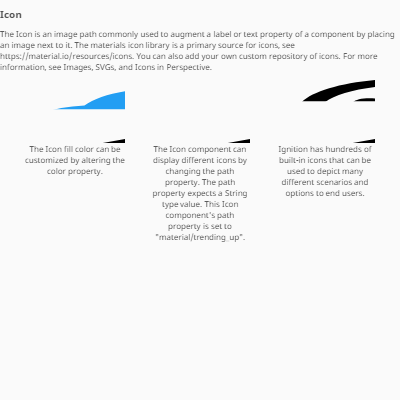 Icon
The Icon is an image path commonly used to augment a label or text property of a component by placing
an image next to it. The materials icon library is a primary source for icons, see
https://material.io/resources/icons. You can also add your own custom repository of icons. For more
information, see Images, SVGs, and Icons in Perspective.
The Icon fill color can be
customized by altering the
color property.
The Icon component can
display different icons by
changing the path
property. The path
property expects a String
type value. This Icon
component's path
property is set to
"material/trending_up".
Ignition has hundreds of
built-in icons that can be
used to depict many
different scenarios and
options to end users.